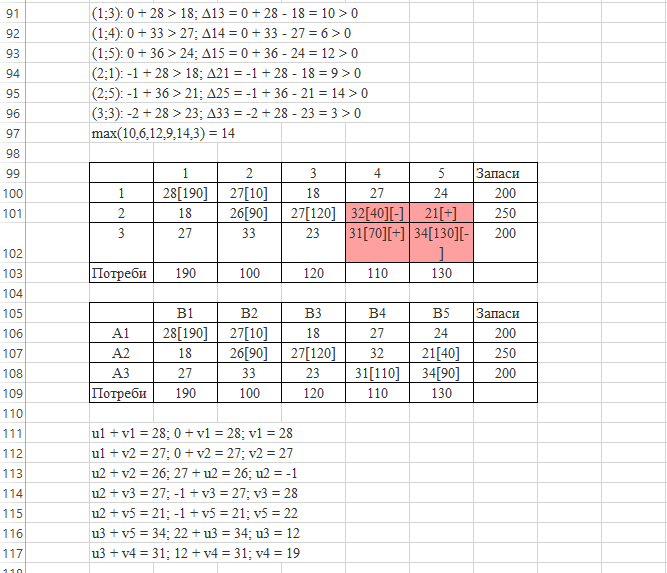 91 (1;3): 0 + 28 > 18; Δ13 = 0 + 28 - 18 = 10 > 0
92 (1;4): 0 + 33 > 27; Δ14 = 0 + 33 - 27 = 6 > 0
93 (1;5): 0 + 36 > 24; Δ15 = 0 + 36 - 24 = 12 > 0
94 (2;1): -1 + 28 > 18; Δ21 = -1 + 28 - 18 = 9 > 0
95 (2;5): -1 + 36 > 21; Δ25 = -1 + 36 - 21 = 14 > 0
96 (3;3): -2 + 28 > 23; Δ33 = -2 + 28 - 23 = 3 > 0
97 max(10,6,12,9,14,3) = 14
98
99 1 2 3 4 5 Запаси
100 1 28[190] 27[10] 18 27 24 200
101 2 18 26[90] 27[120] 32[40][-] 21[+] 250
3 27 33 23 31[70][+] 34[130][- 200
102 ]
103 Потреби 190 100 120 110 130
104
105 B1 B2 B3 B4 B5 Запаси
106 A1 28[190] 27[10] 18 27 24 200
107 A2 18 26[90] 27[120] 32 21[40] 250
108 A3 27 33 23 31[110] 34[90] 200
109 Потреби 190 100 120 110 130
110
111 u1 + v1 = 28; 0 + v1 = 28; v1 = 28
112 u1 + v2 = 27; 0 + v2 = 27; v2 = 27
113 u2 + v2 = 26; 27 + u2 = 26; u2 = -1
114 u2 + v3 = 27; -1 + v3 = 27; v3 = 28
115 u2 + v5 = 21; -1 + v5 = 21; v5 = 22
116 u3 + v5 = 34; 22 + u3 = 34; u3 = 12
117 u3 + v4 = 31; 12 + v4 = 31; v4 = 19
118